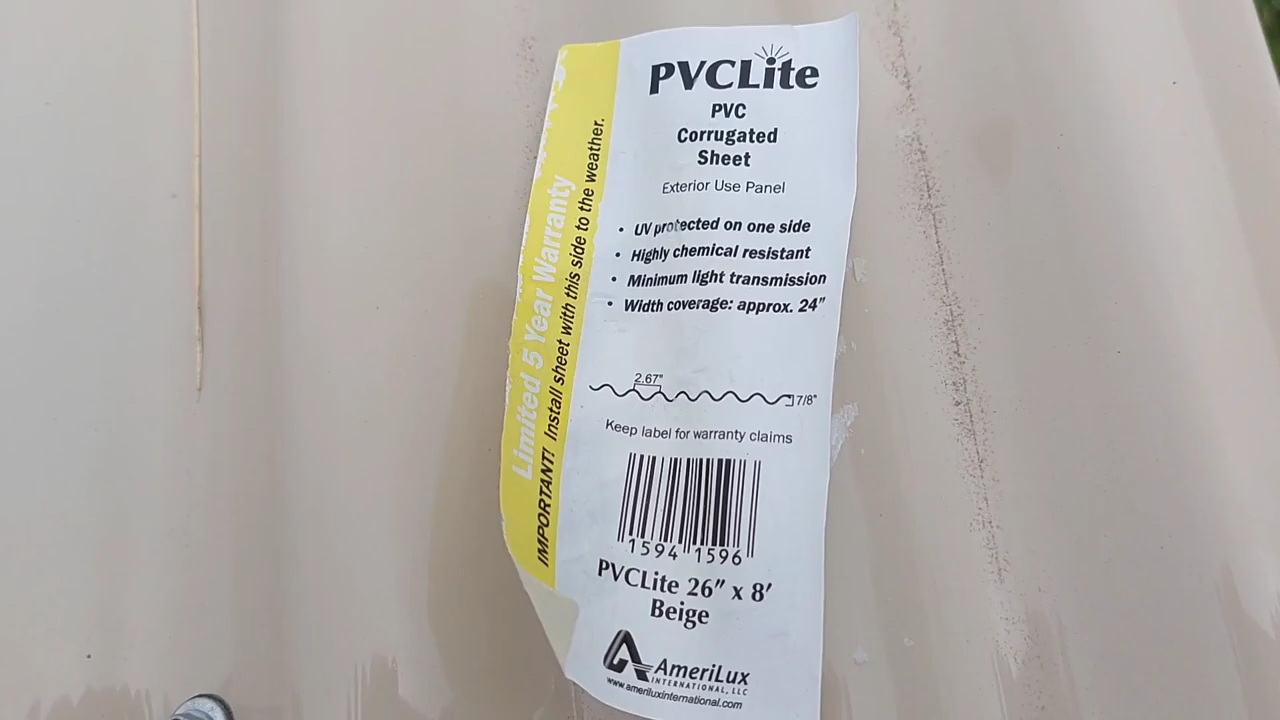 PVCLite
PVC
Corrugated
Sheet
Exterior Use Panel
• UV protected on one side
• Highly chemical resistant
• Minimum light transmission
• Width coverage: approx. 24"
2.67"
7/8"
Keep label for warranty claims
1594 1596
PVCLite 26" x 8'
Beige
AmeriLux
INTERNATIONAL, LLC
www.ameriluxinternational.com
Limited 5 Year Warranty
IMPORTANT! Install sheet with this side to the weather.